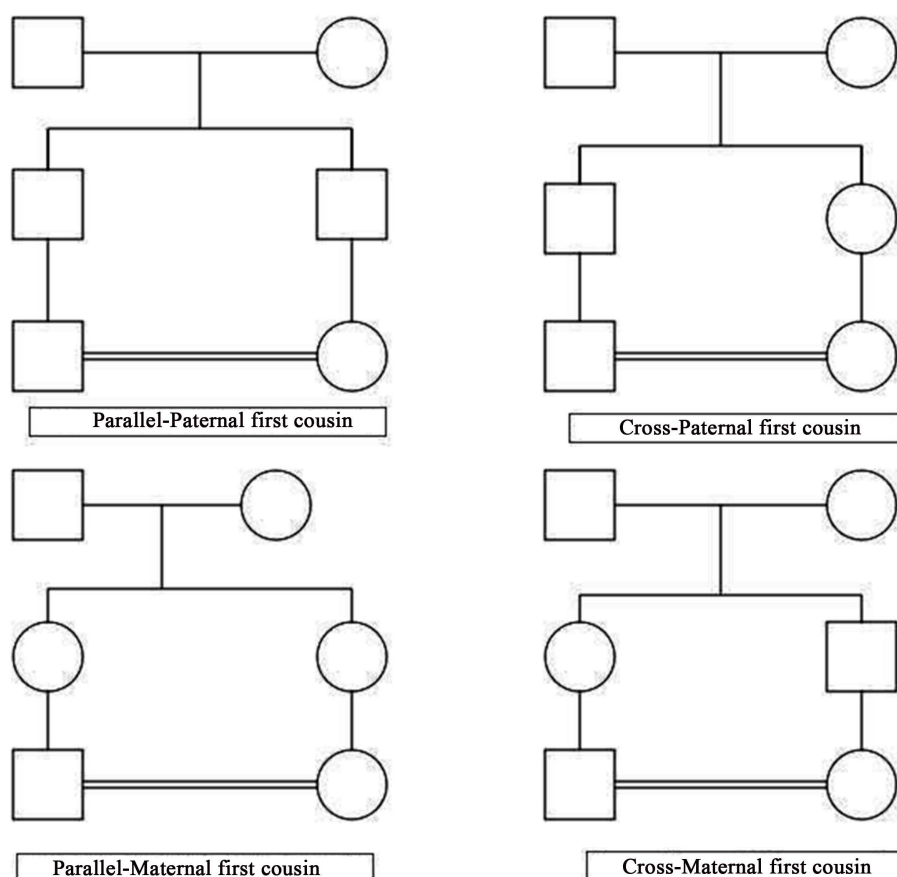 Parallel-Paternal first cousin
Cross-Paternal first cousin
Parallel-Maternal first cousin
Cross-Maternal first cousin